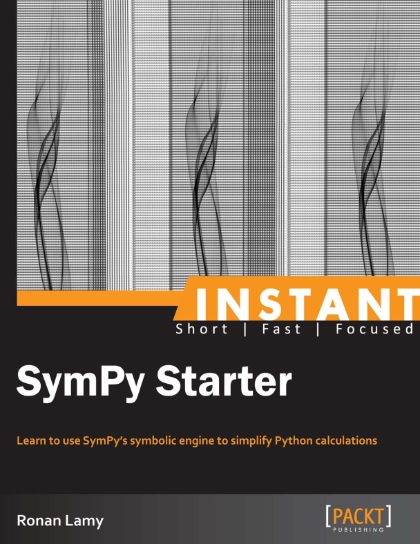 INSTANT
Short | Fast | Focused
SymPy Starter
Learn to use SymPy's symbolic engine to simplify Python calculations
Ronan Lamy
[PACKT]
PUBLISHING